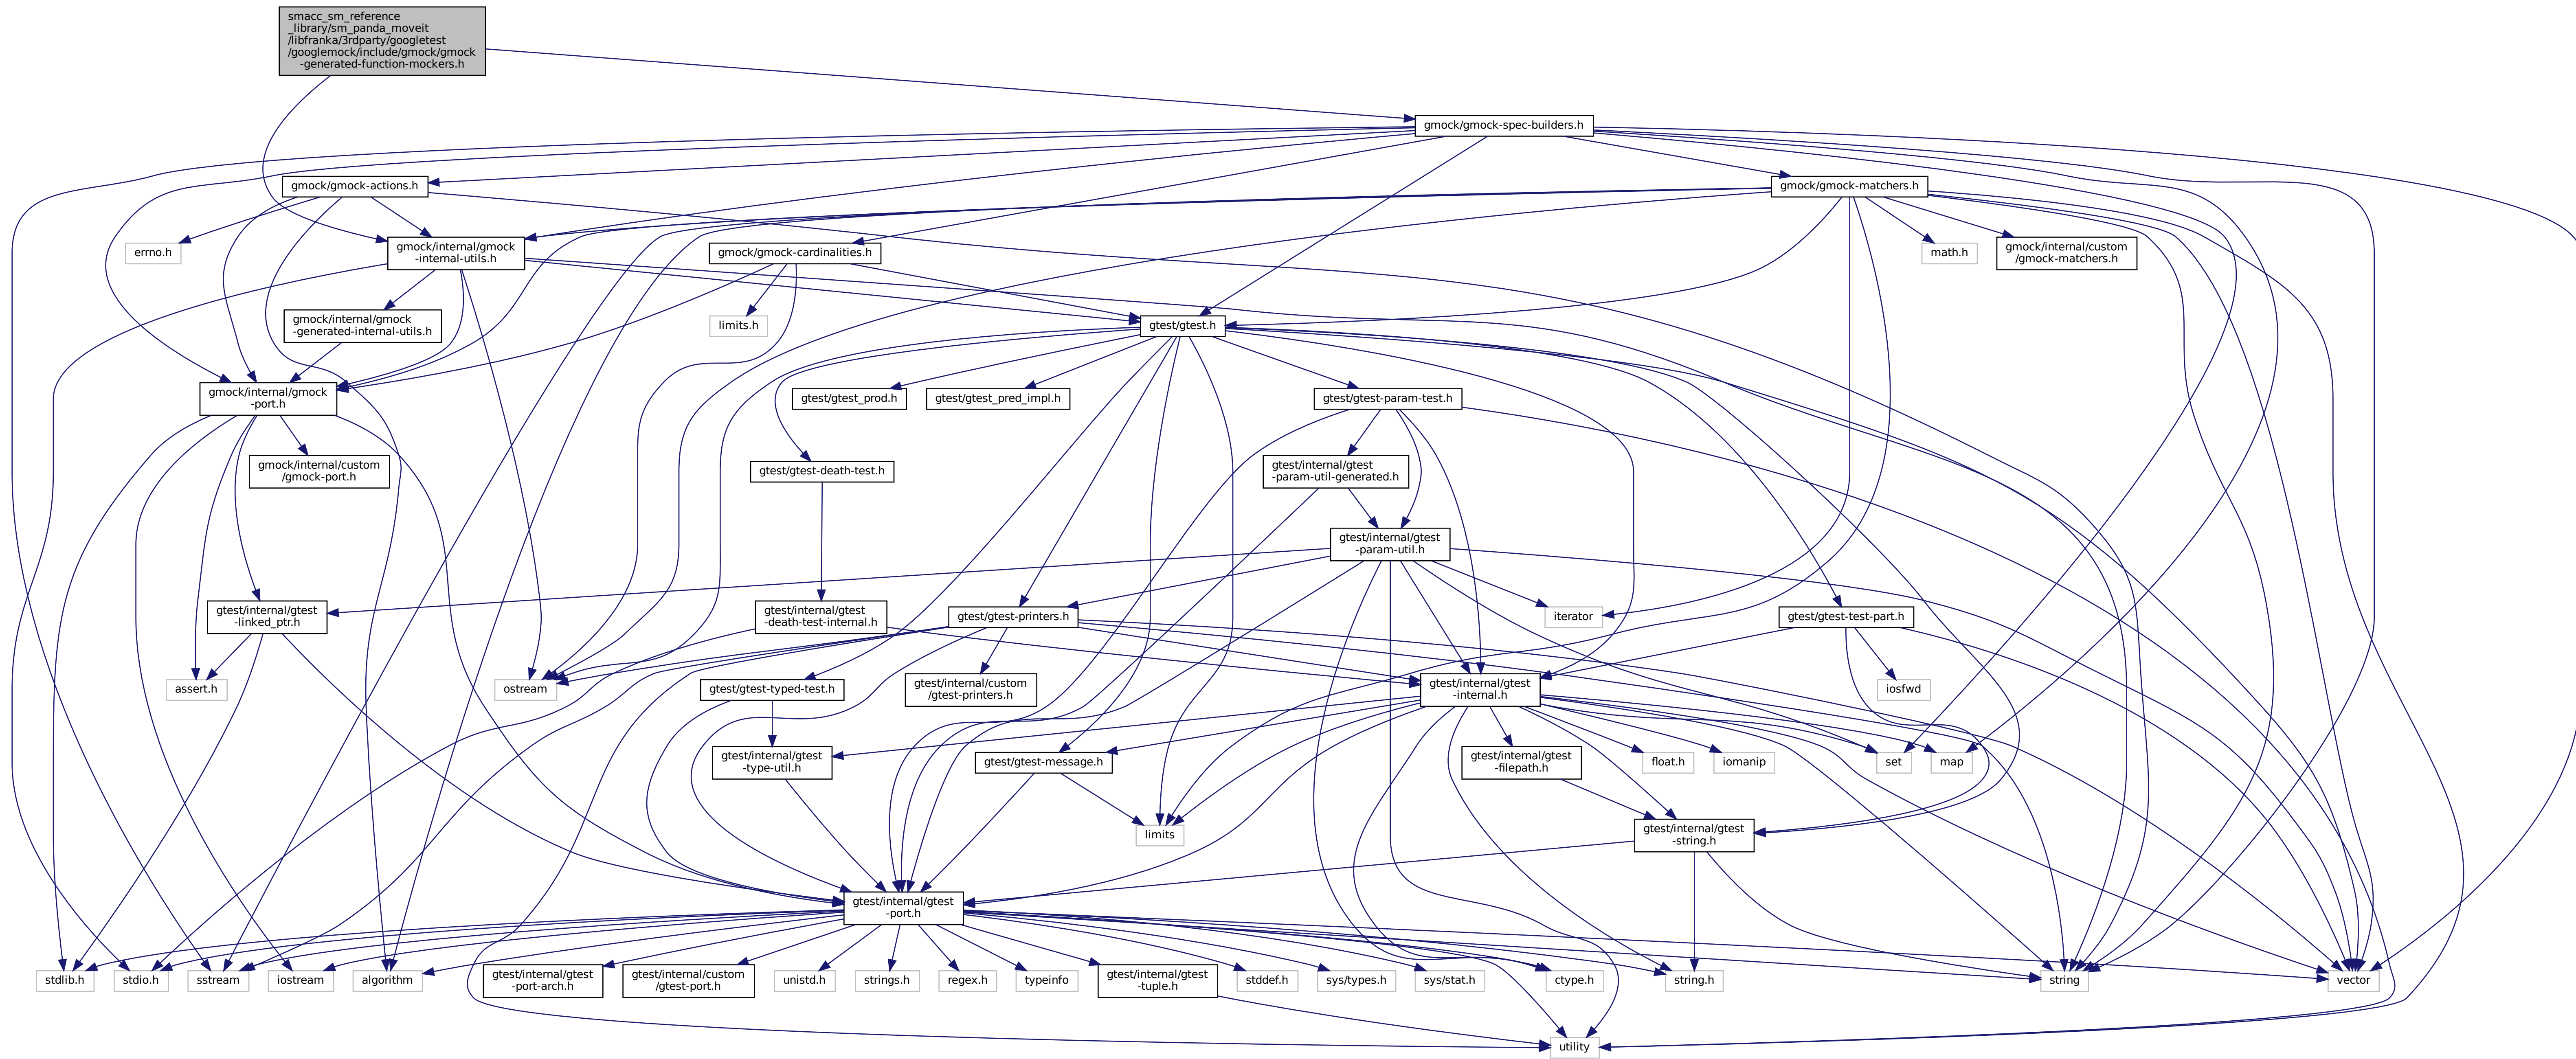 smacc_sm_reference
_library/sm_panda_moveit
/libfranka/3rdparty/googletest
/googlemock/include/gmock/gmock
-generated-function-mockers.h
gmock/gmock-spec-builders.h
gmock/gmock-actions.h
gmock/gmock-matchers.h
errno.h
gmock/internal/gmock
-internal-utils.h
gmock/gmock-cardinalities.h
math.h
gmock/internal/custom
/gmock-matchers.h
gmock/internal/gmock
-generated-internal-utils.h
limits.h
gtest/gtest.h
gmock/internal/gmock
-port.h
gtest/gtest_prod.h
gtest/gtest_pred_impl.h
gtest/gtest-param-test.h
gmock/internal/custom
/gmock-port.h
gtest/gtest-death-test.h
gtest/internal/gtest
-param-util-generated.h
gtest/internal/gtest
-param-util.h
gtest/internal/gtest
-linked_ptr.h
gtest/internal/gtest
-death-test-internal.h
gtest/gtest-printers.h
iterator
gtest/gtest-test-part.h
assert.h
ostream
gtest/gtest-typed-test.h
gtest/internal/custom
/gtest-printers.h
gtest/internal/gtest
-internal.h
iosfwd
gtest/internal/gtest
-type-util.h
gtest/gtest-message.h
gtest/internal/gtest
-filepath.h
float.h
iomanip
set
map
limits
gtest/internal/gtest
-string.h
gtest/internal/gtest
-port.h
stdlib.h
stdio.h
sstream
iostream
algorithm
gtest/internal/gtest
-port-arch.h
gtest/internal/custom
/gtest-port.h
unistd.h
strings.h
regex.h
typeinfo
gtest/internal/gtest
-tuple.h
stddef.h
sys/types.h
sys/stat.h
ctype.h
string.h
string
vector
utility